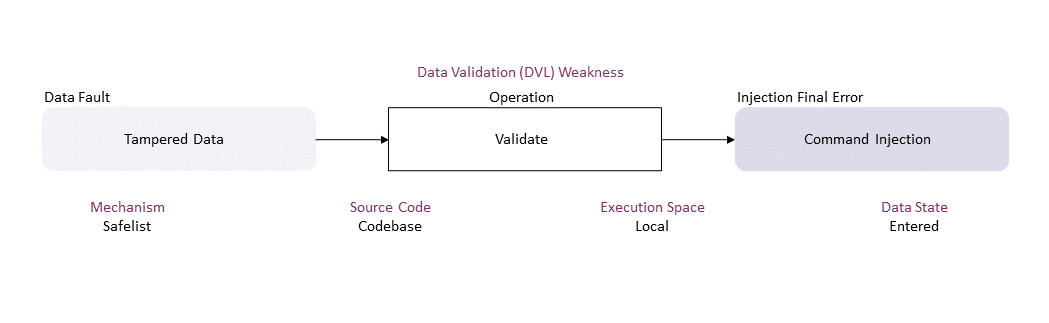 Data Validation (DVL) Weakness
Data Fault
Operation
Injection Final Error
Tampered Data
Validate
Command Injection
Mechanism
Source Code
Execution Space
Data State
Safelist
Codebase
Local
Entered